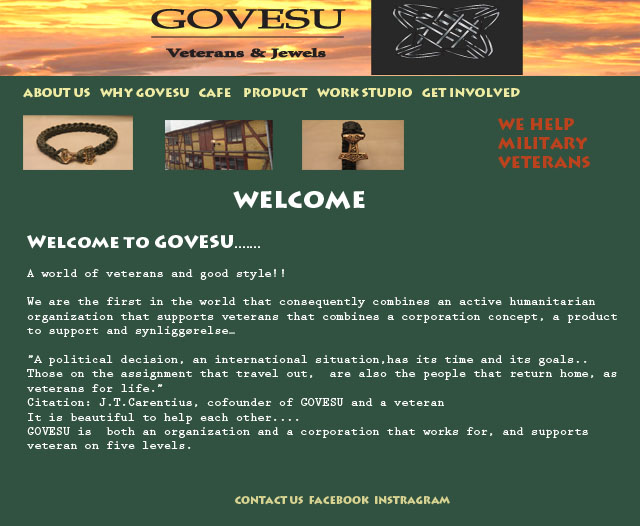 GOVESU
Veterans & Jewels
ABOUT US WHY GOVESU CAFE PRODUCT WORK STUDIO GET INVOLVED
WE HELP
MILITARY
VETERANS
WELCOME
WELCOME TO GOVESU.......
A world of veterans and good style!!
We are the first in the world that consequently combines an active humanitarian
organization that supports veterans that combines a corporation concept, a product
to support and synliggørelse…
"A political decision, an international situation,has its time and its goals..
Those on the assignment that travel out, are also the people that return home, as
veterans for life."
Citation: J.T.Carentius, cofounder of GOVESU and a veteran
It is beautiful to help each other....
GOVESU is both an organization and a corporation that works for, and supports
veteran on five levels.
CONTACT US FACEBOOK INSTRAGRAM